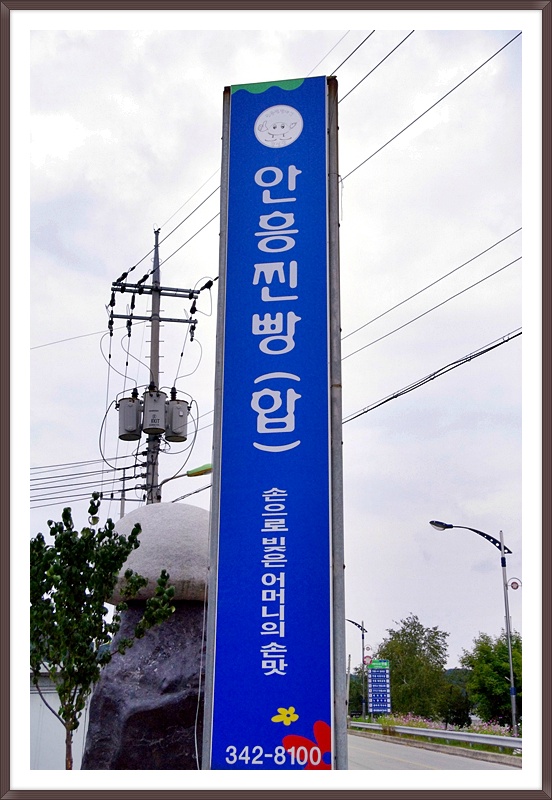 안흥찐빵(합)
손으로 빚은 어머니의 손맛
342-8100